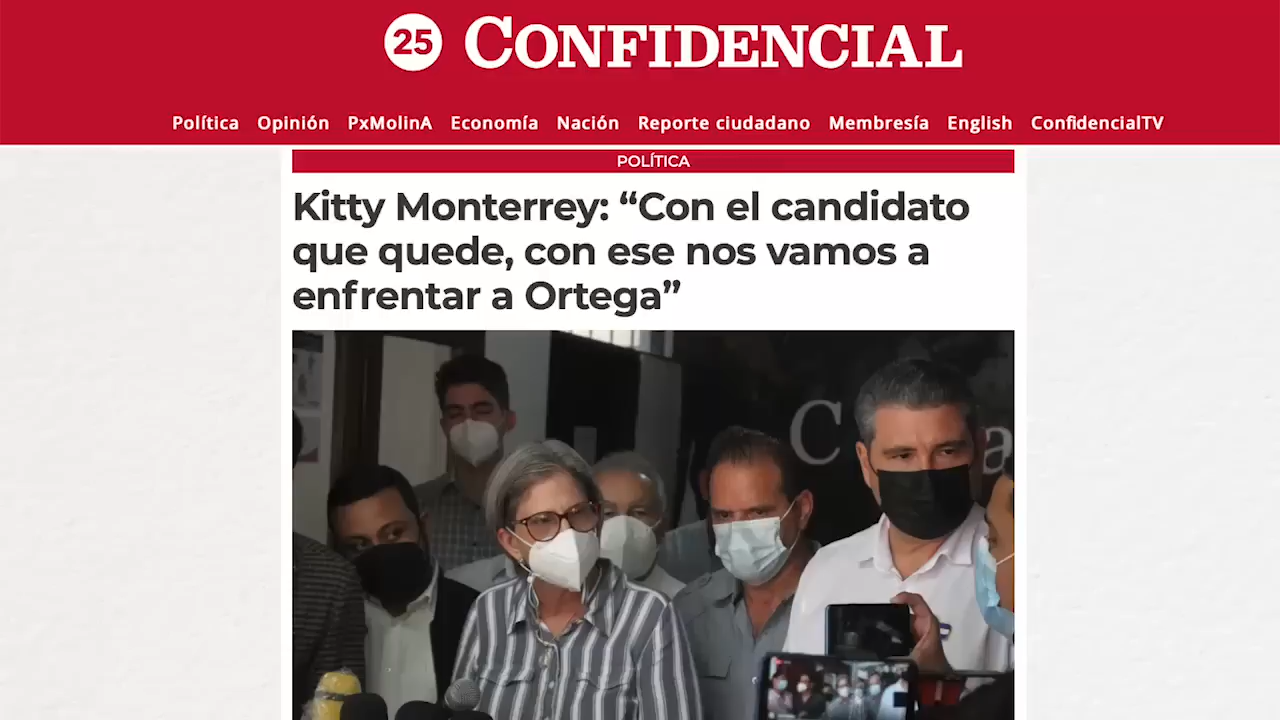 25 CONFIDENCIAL
Política Opinión PxMolinA Economía Nación Reporte ciudadano Membresía English ConfidencialTV
POLÍTICA
Kitty Monterrey: “Con el candidato
que quede, con ese nos vamos a
enfrentar a Ortega”